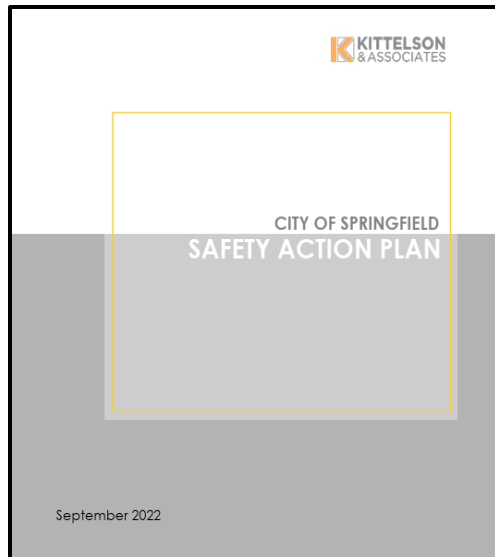 KITTELSON
& ASSOCIATES
CITY OF SPRINGFIELD
SAFETY ACTION PLAN
September 2022